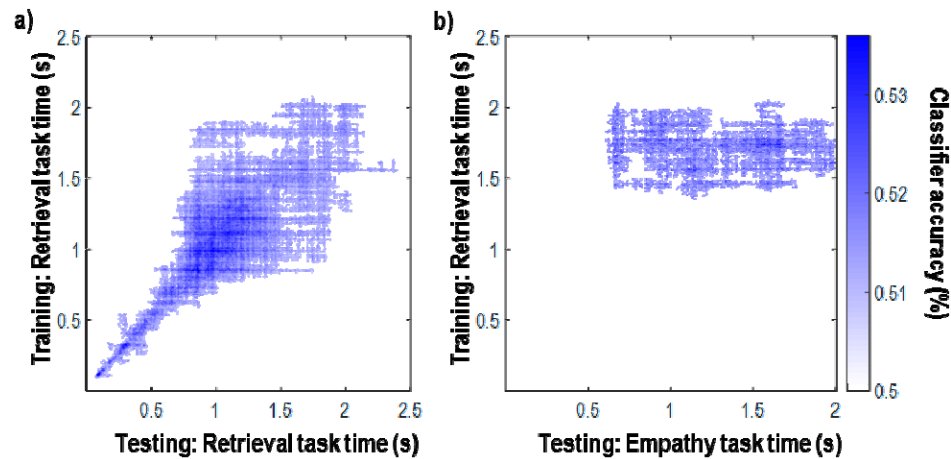 a)
Training: Retrieval task time (s)
2.5
2
1.5
1
0.5
0.5 1 1.5 2 2.5
Testing: Retrieval task time (s)
b)
Training: Retrieval task time (s)
2.5
2
1.5
1
0.5
0.5 1 1.5 2
Testing: Empathy task time (s)
0.53
0.52
0.51
0.5
Classifier accuracy (%)